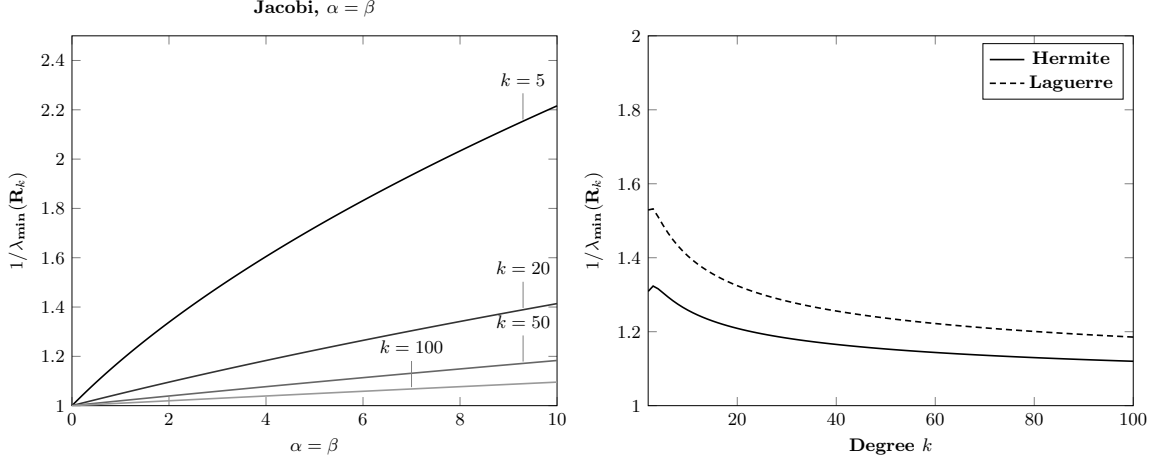 Jacobi, α = β
2.4
2.2
2
1.8
1.6
1.4
1.2
1
0
2
4
6
8
10
k = 5
k = 20
k = 50
k = 100
1/λmin(Rk)
α = β
2
1.8
1.6
1.4
1.2
1
20
40
60
80
100
Hermite
Laguerre
1/λmin(Rk)
Degree k